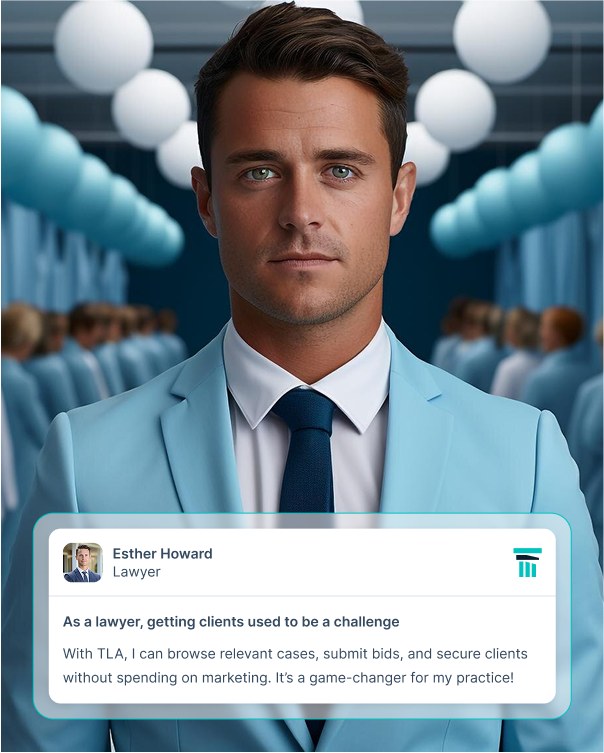 Esther Howard
Lawyer
As a lawyer, getting clients used to be a challenge
With TLA, I can browse relevant cases, submit bids, and secure clients
without spending on marketing. It’s a game-changer for my practice!